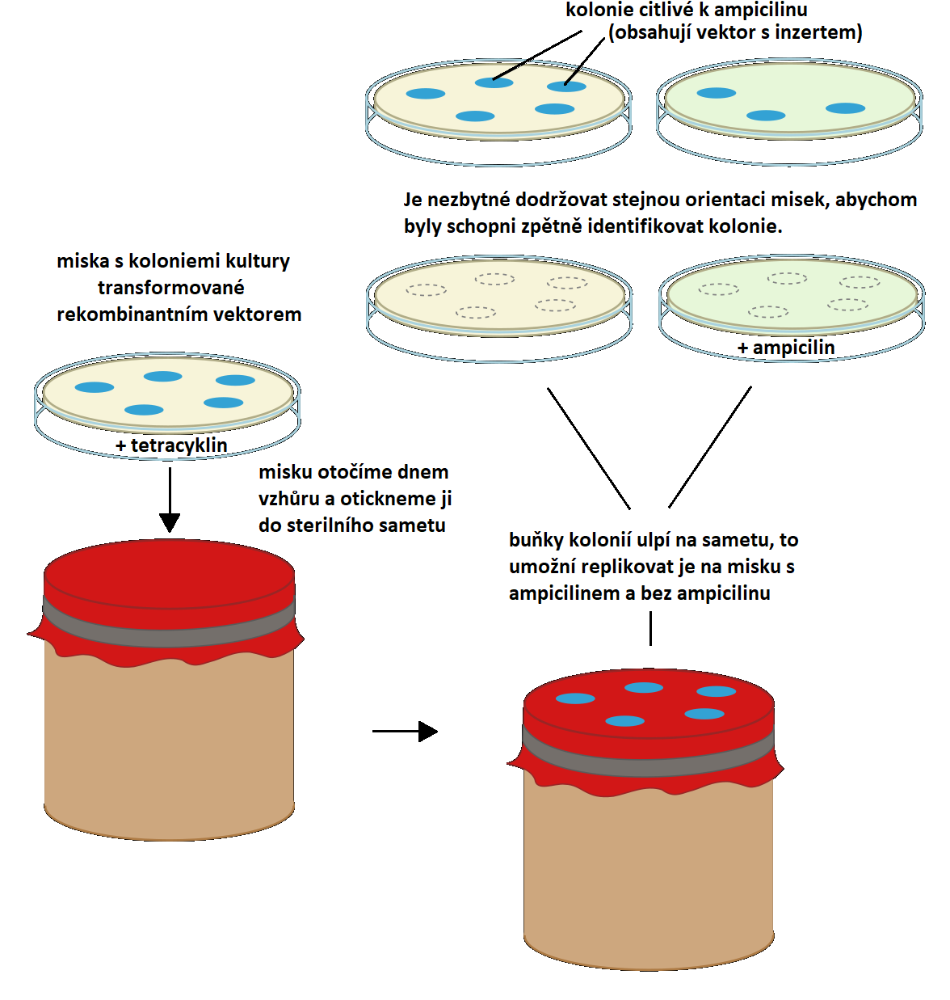 kolonie citlivé k ampicilinu
(obsahují vektor s inzertem)
Je nezbytné dodržovat stejnou orientaci misek, abychom
byly schopni zpětně identifikovat kolonie.
miska s koloniemi kultury
transformované
rekombinantním vektorem
+ ampicilin
+ tetracyklin
misku otočíme dnem
vzhůru a otickneme ji
do sterilního sametu
buňky kolonií ulpí na sametu, to
umožní replikovat je na misku s
ampicilinem a bez ampicilinu